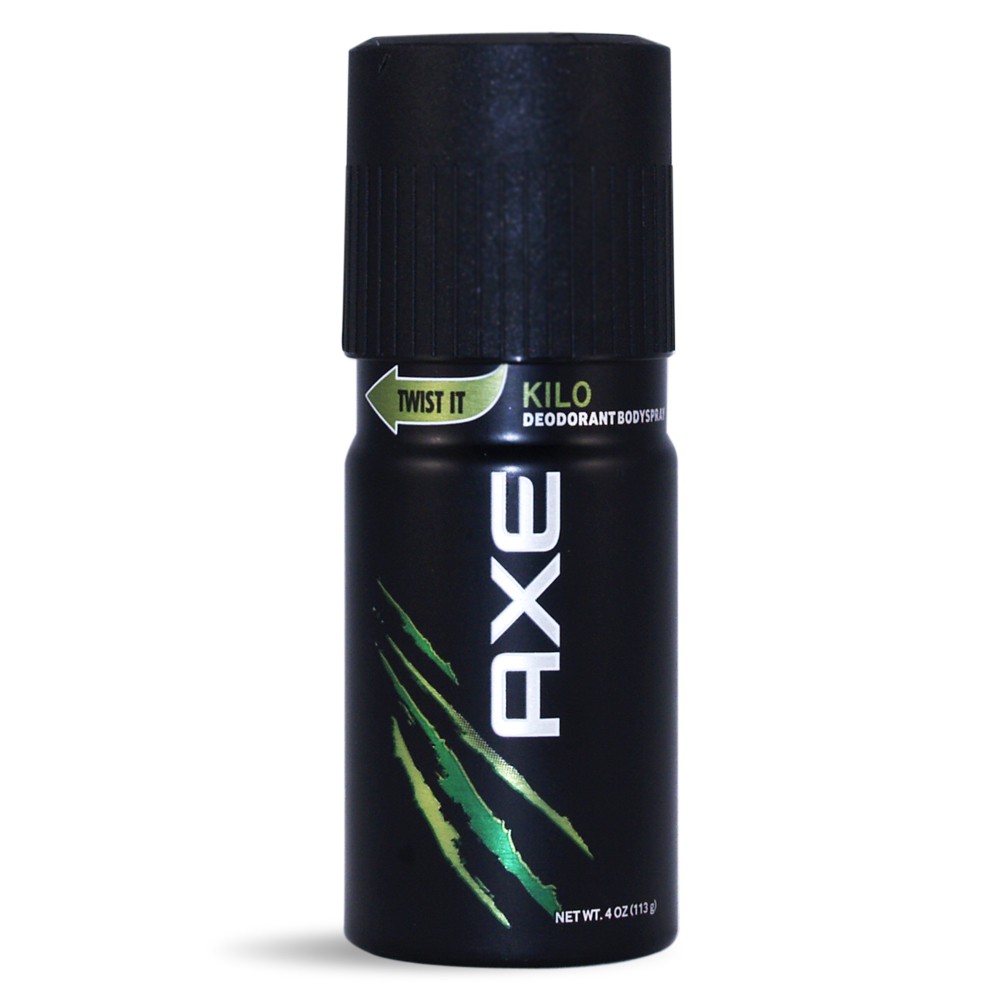 TWIST IT
KILO
DEODORANT BODYSPRAY
AXE
NET WT. 4 OZ (113 g)